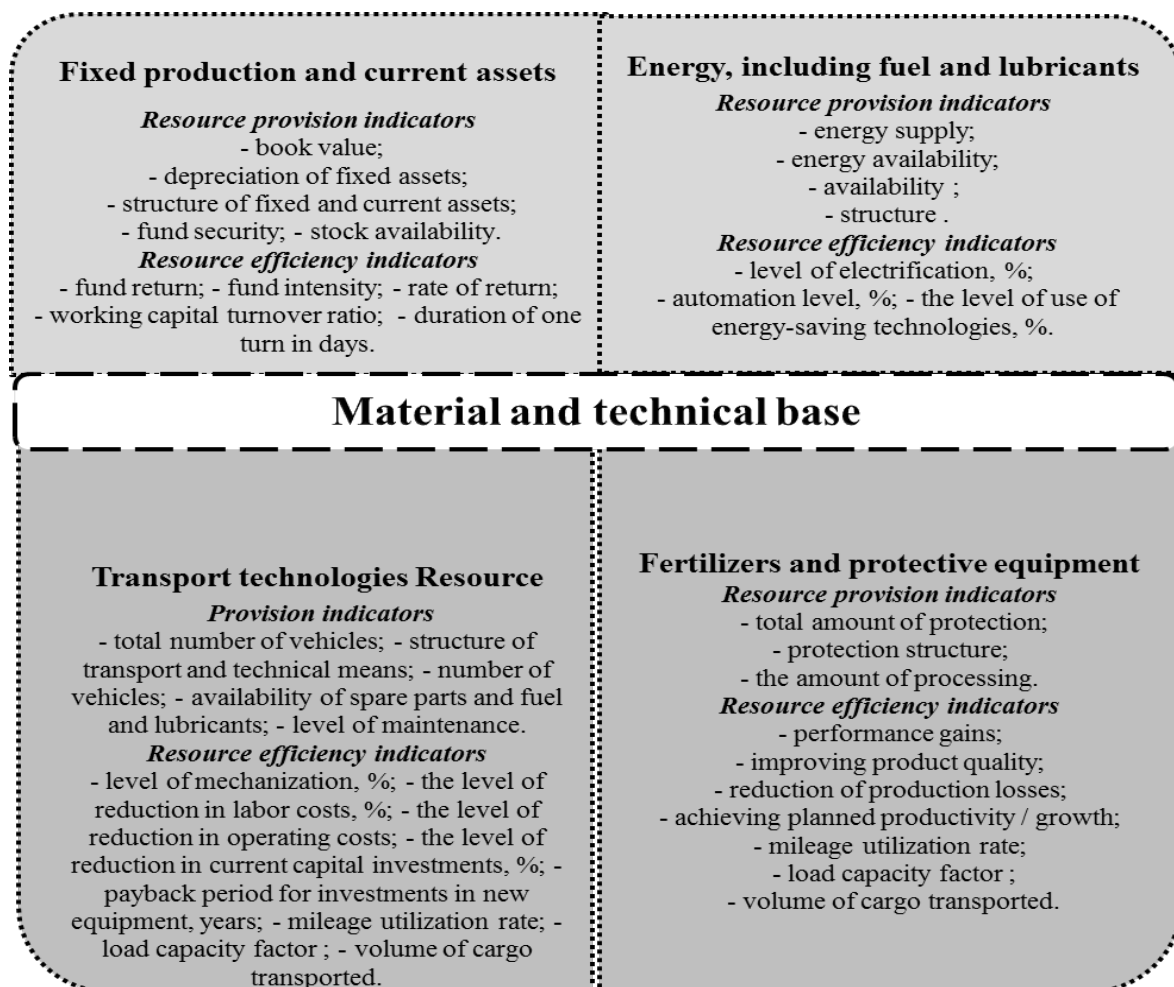 Fixed production and current assets
Resource provision indicators
- book value;
- depreciation of fixed assets;
- structure of fixed and current assets;
- fund security; - stock availability.
Resource efficiency indicators
- fund return; - fund intensity; - rate of return;
- working capital turnover ratio; - duration of one
turn in days.
Energy, including fuel and lubricants
Resource provision indicators
- energy supply;
- energy availability;
- availability ;
- structure .
Resource efficiency indicators
- level of electrification, %;
- automation level, %; - the level of use of
energy-saving technologies, %.
Material and technical base
Transport technologies Resource
Provision indicators
- total number of vehicles; - structure of
transport and technical means; - number of
vehicles; - availability of spare parts and fuel
and lubricants; - level of maintenance.
Resource efficiency indicators
- level of mechanization, %; - the level of
reduction in labor costs, %; - the level of
reduction in operating costs; - the level of
reduction in current capital investments, %; -
payback period for investments in new
equipment, years; - mileage utilization rate; -
load capacity factor ; - volume of cargo
transported.
Fertilizers and protective equipment
Resource provision indicators
- total amount of protection;
- protection structure;
- the amount of processing.
Resource efficiency indicators
- performance gains;
- improving product quality;
- reduction of production losses;
- achieving planned productivity / growth;
- mileage utilization rate;
- load capacity factor ;
- volume of cargo transported.